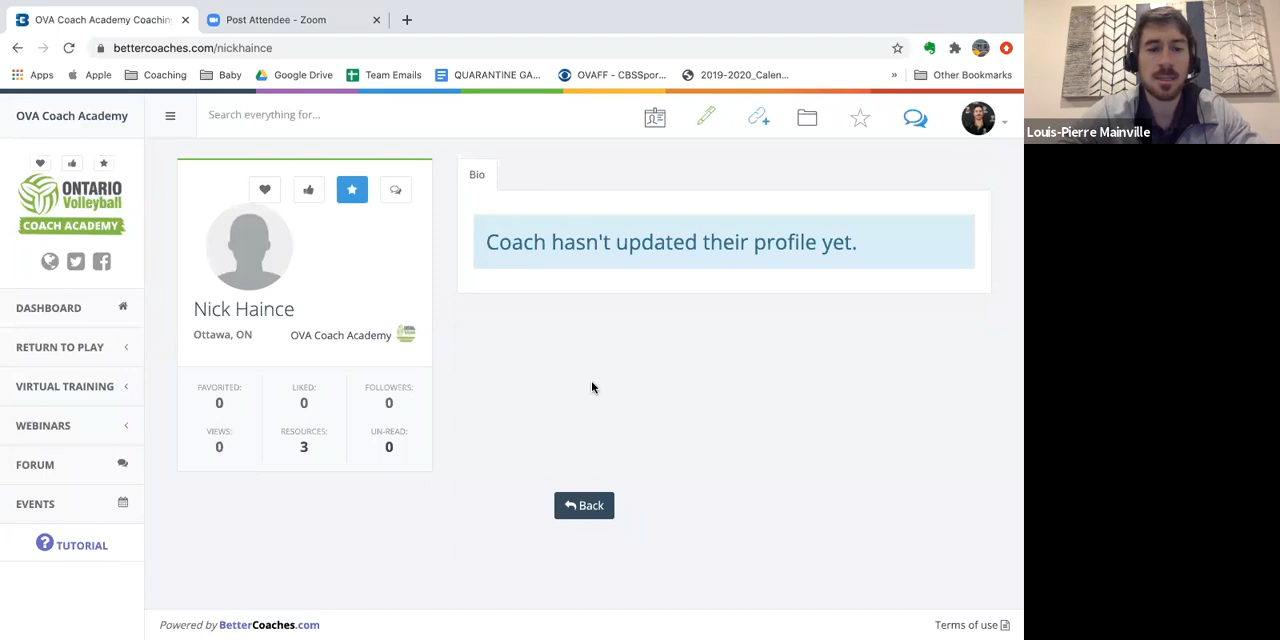 OVA Coach Academy Coachin
Post Attendee - Zoom
bettercoaches.com/nickhaince
Apps
Apple
Coaching
Baby
Google Drive
Team Emails
QUARANTINE GA...
OVAFF - CBSSpor...
2019-2020_Calen...
»
Other Bookmarks
Louis-Pierre Mainville
OVA Coach Academy
Search everything for...
ONTARIO
Volleyball
COACH ACADEMY
DASHBOARD
RETURN TO PLAY
VIRTUAL TRAINING
WEBINARS
FORUM
EVENTS
TUTORIAL
Nick Haince
Ottawa, ON
OVA Coach Academy
FAVORITED:
0
LIKED:
0
FOLLOWERS:
0
VIEWS:
0
RESOURCES:
3
UN-READ:
0
Bio
Coach hasn't updated their profile yet.
Back
Powered by BetterCoaches.com
Terms of use